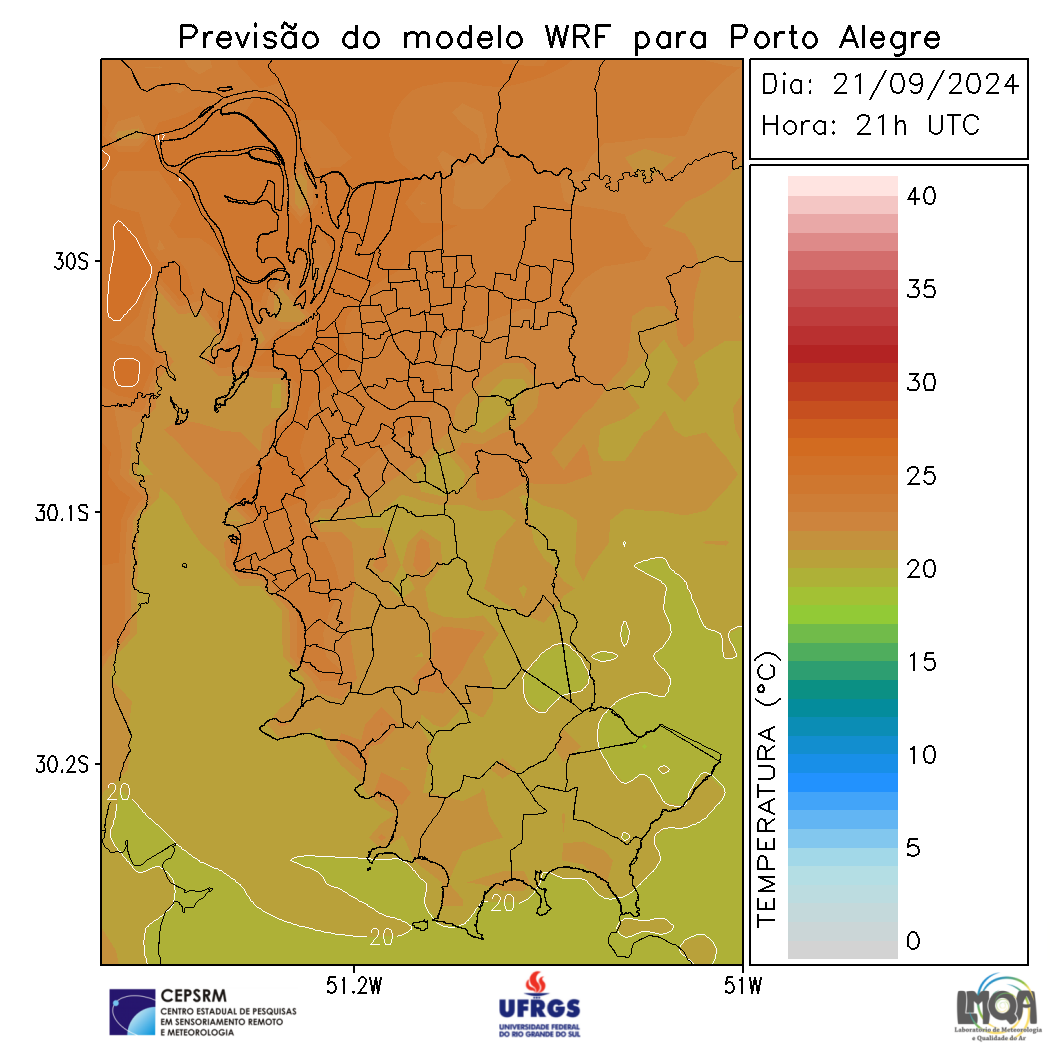 Previsão do modelo WRF para Porto Alegre
Dia: 21/09/2024
Hora: 21h UTC
40
35
30
25
20
15
10
5
0
TEMPERATURA (°C)
30S
30.1S
30.2S
51.2W
51W
20
20
20
CEPSRM
CENTRO ESTADUAL DE PESQUISAS
EM SENSORIAMENTO REMOTO
E METEOROLOGIA
UFRGS
UNIVERSIDADE FEDERAL
DO RIO GRANDE DO SUL
LMQA
Laboratório de Meteorologia
e Qualidade do Ar